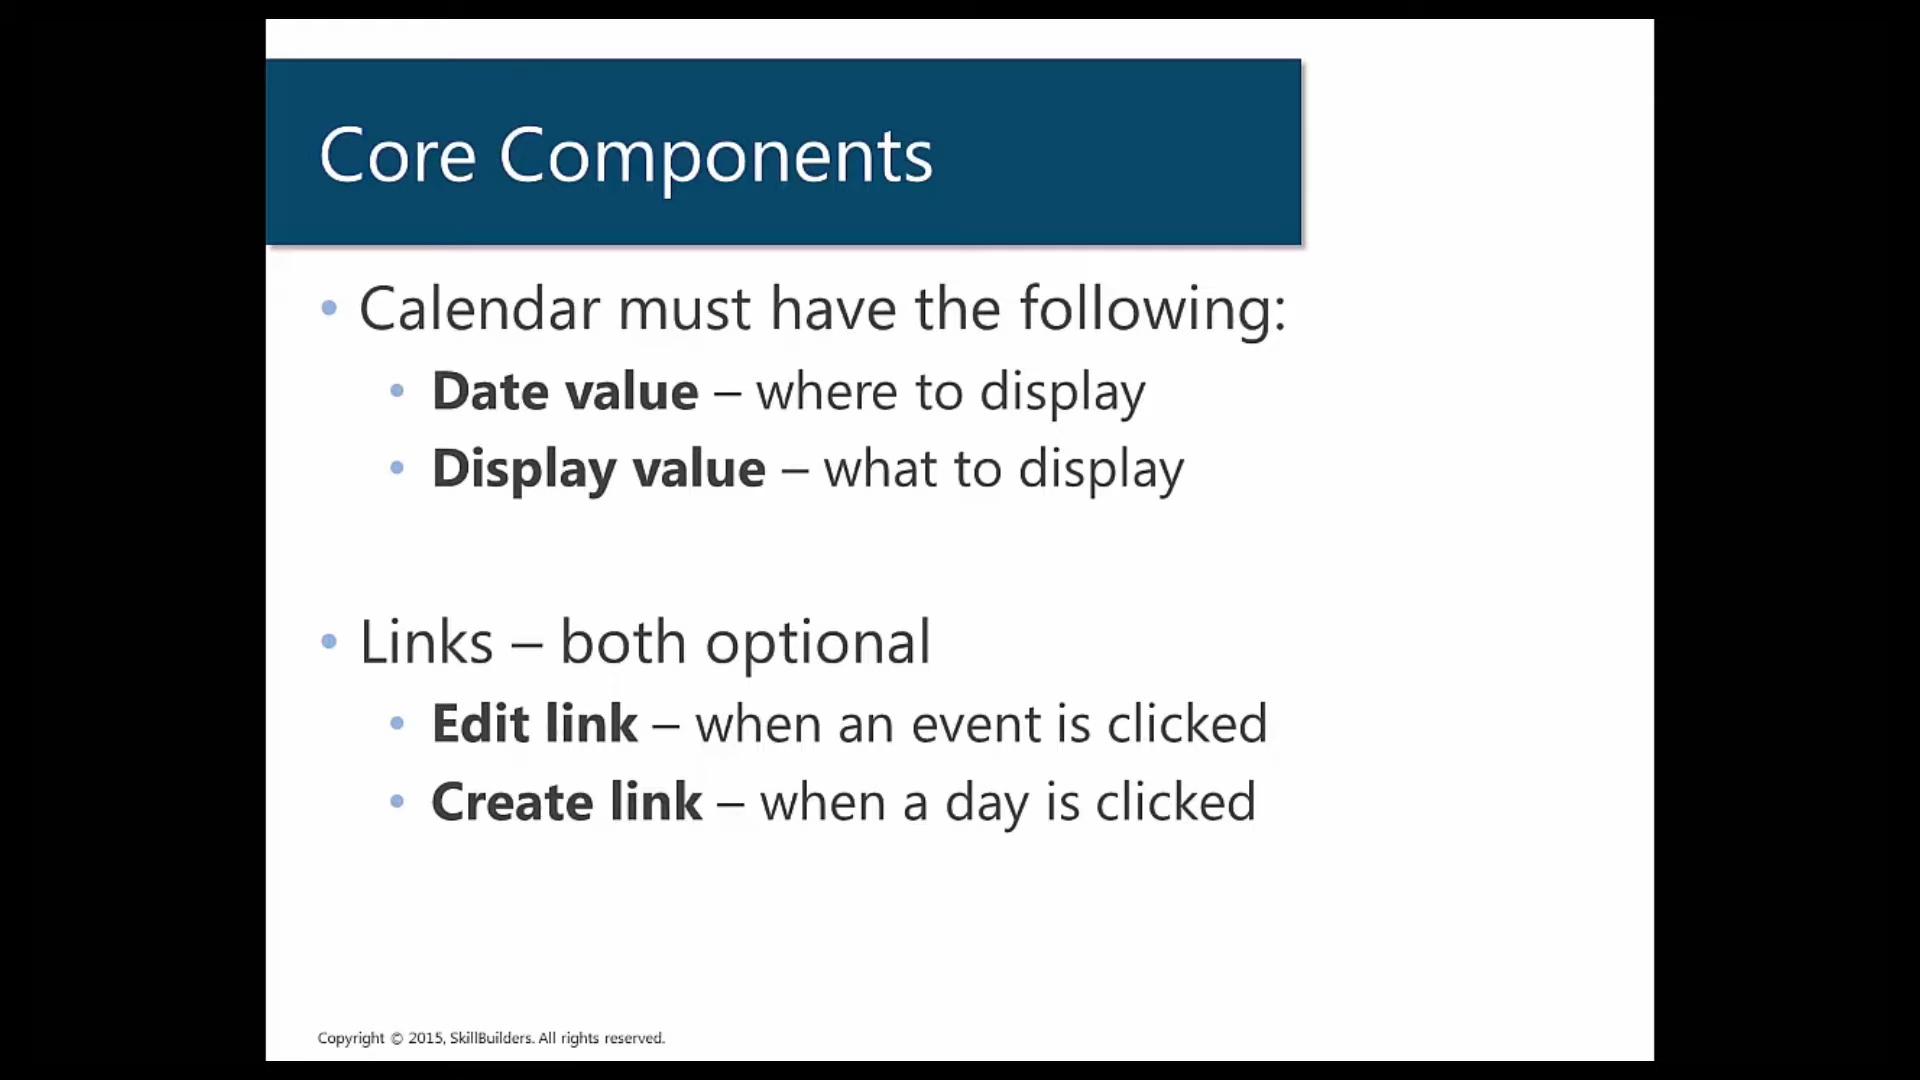 Core Components
• Calendar must have the following:
• Date value – where to display
• Display value – what to display
• Links – both optional
• Edit link – when an event is clicked
• Create link – when a day is clicked
Copyright © 2015, SkillBuilders. All rights reserved.